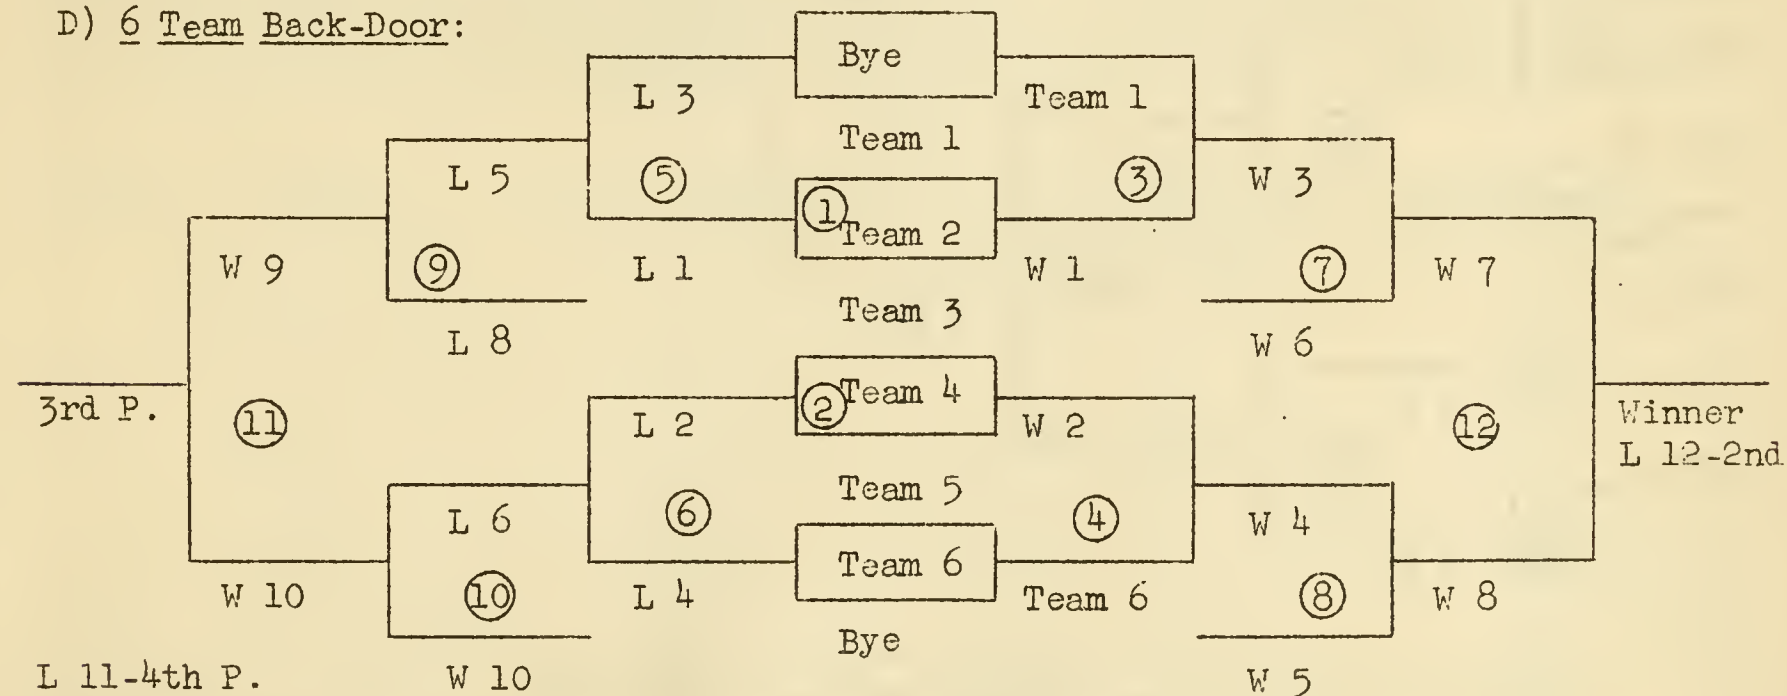 D) 6 Team Back-Door:
Bye
L 3
Team 1
Team 1
L 5
5
3
W 3
1
Team 2
W 9
9
L 1
W 1
7
W 7
Team 3
L 8
W 6
Team 4
3rd P.
11
L 2
2
W 2
12
Winner
L 12-2nd
Team 5
L 6
6
4
W 4
Team 6
W 10
10
L 4
Team 6
8
W 8
Bye
L 11-4th P.
W 10
W 5